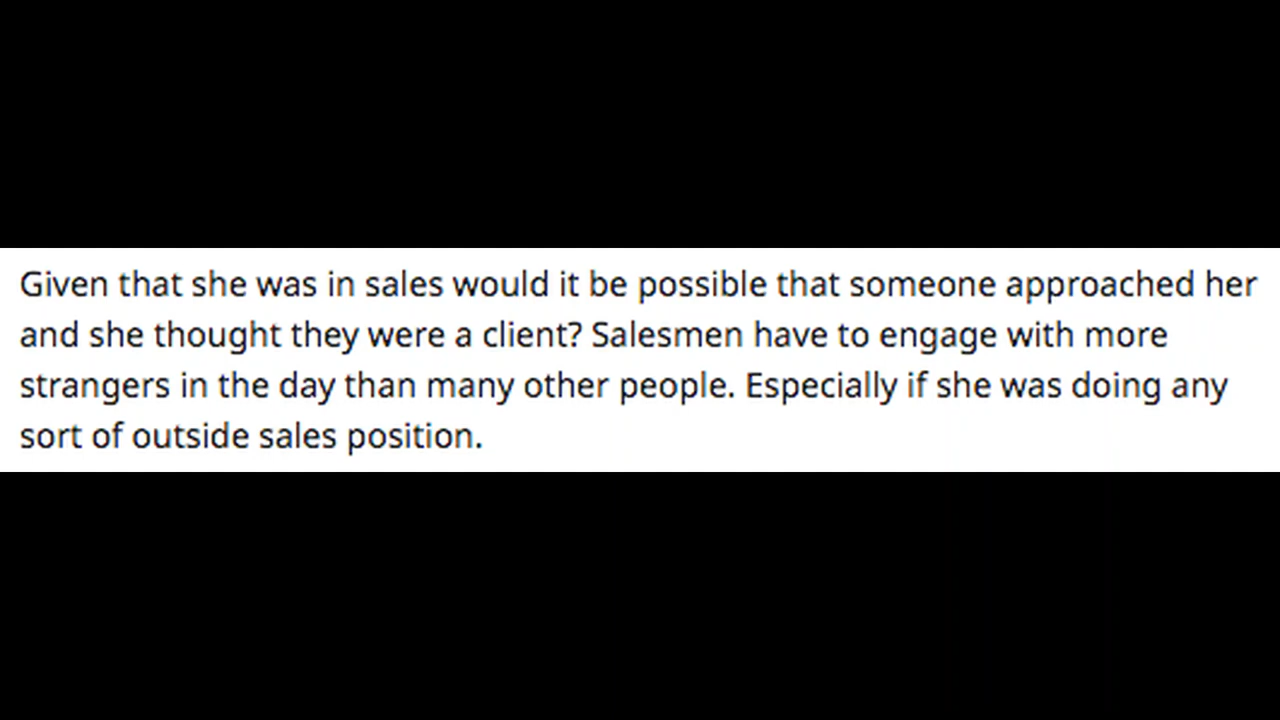 Given that she was in sales would it be possible that someone approached her
and she thought they were a client? Salesmen have to engage with more
strangers in the day than many other people. Especially if she was doing any
sort of outside sales position.